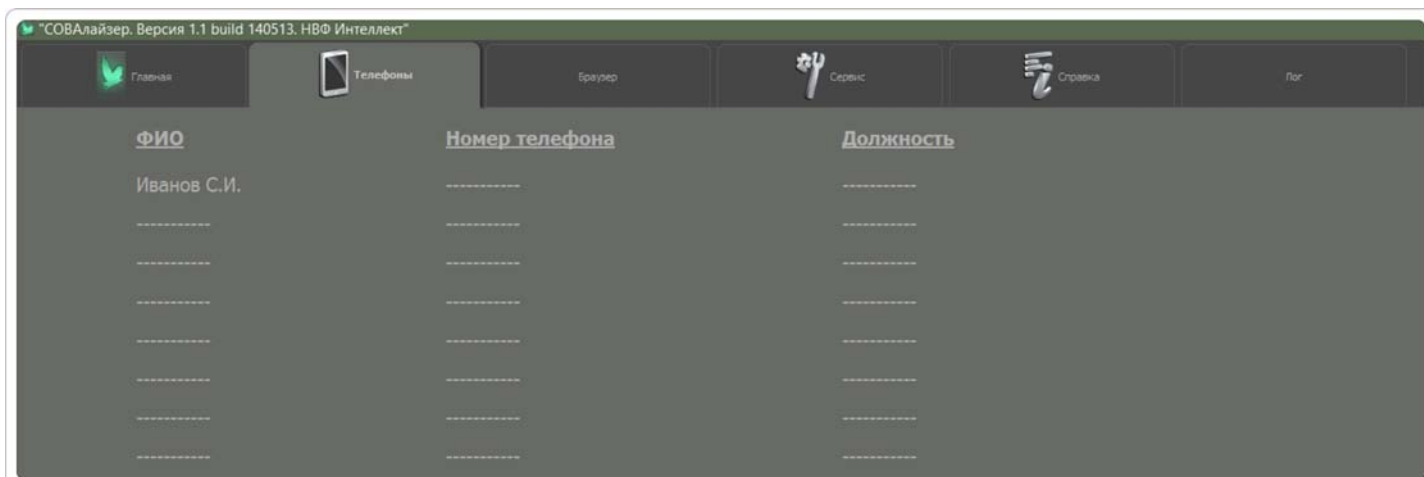 "СОВАлайзер. Версия 1.1 build 140513. НВФ Интеллект"
Главная Телефоны Браузер Сервис Справка Лог
ФИО Номер телефона Должность
Иванов С.И. ----------- -----------
----------- ----------- -----------
----------- ----------- -----------
----------- ----------- -----------
----------- ----------- -----------
----------- ----------- -----------
----------- ----------- -----------
----------- ----------- -----------